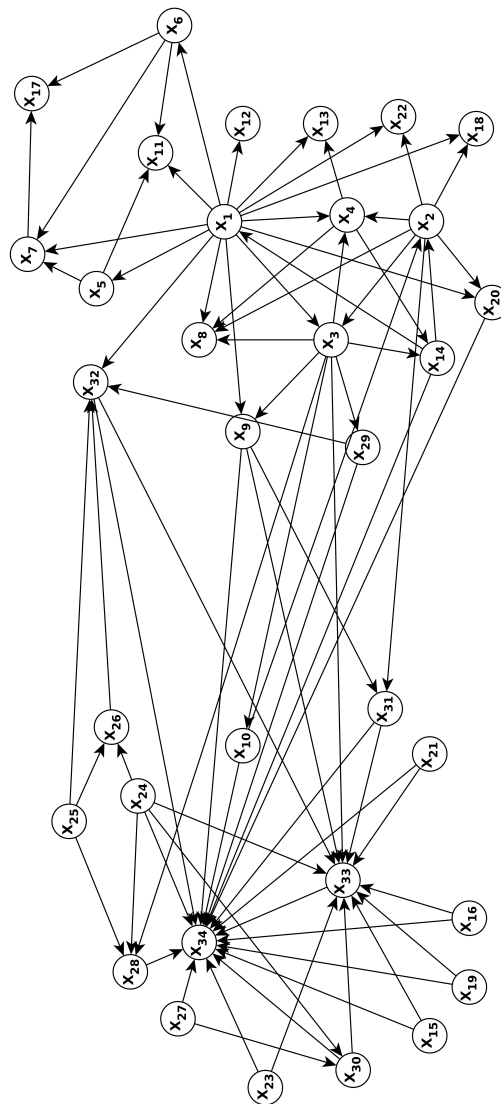 X₆
X₁₇
X₁₂
X₁₃
X₂₂
X₁₈
X₁₁
X₁
X₄
X₂
X₇
X₅
X₂₀
X₈
X₃
X₁₄
X₃₂
X₉
X₂₉
X₃₁
X₂₆
X₁₀
X₂₁
X₂₄
X₂₅
X₃₃
X₁₆
X₃₄
X₂₈
X₁₉
X₂₇
X₁₅
X₃₀
X₂₃